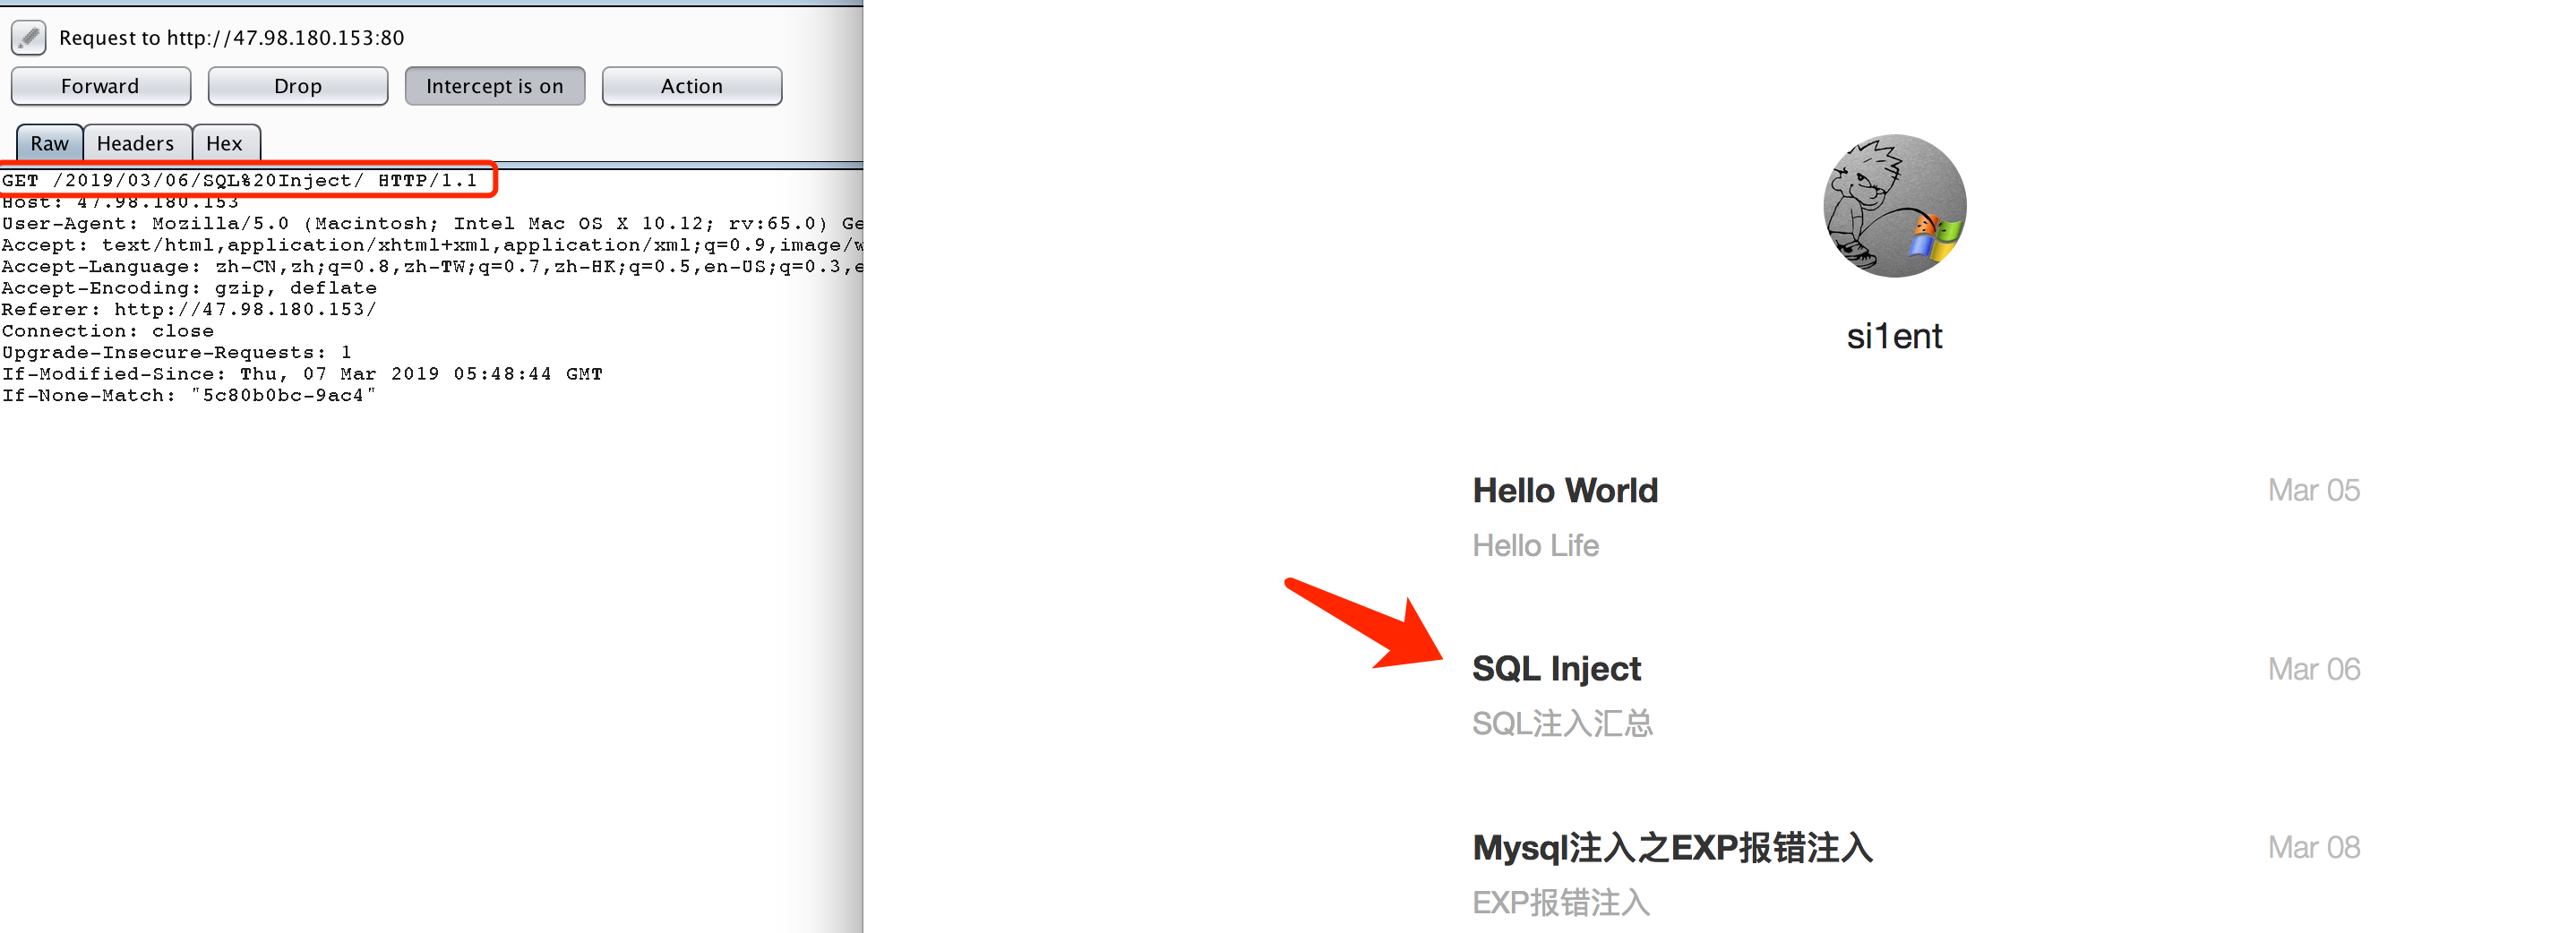 Request to http://47.98.180.153:80
Forward
Drop
Intercept is on
Action
Raw
Headers
Hex
GET /2019/03/06/SQL%20Inject/ HTTP/1.1
Host: 47.98.180.153
User-Agent: Mozilla/5.0 (Macintosh; Intel Mac OS X 10.12; rv:65.0) Ge
Accept: text/html,application/xhtml+xml,application/xml;q=0.9,image/w
Accept-Language: zh-CN,zh;q=0.8,zh-TW;q=0.7,zh-HK;q=0.5,en-US;q=0.3,e
Accept-Encoding: gzip, deflate
Referer: http://47.98.180.153/
Connection: close
Upgrade-Insecure-Requests: 1
If-Modified-Since: Thu, 07 Mar 2019 05:48:44 GMT
If-None-Match: "5c80b0bc-9ac4"
si1ent
Hello World
Mar 05
Hello Life
SQL Inject
Mar 06
SQL注入汇总
Mysql注入之EXP报错注入
Mar 08
EXP报错注入